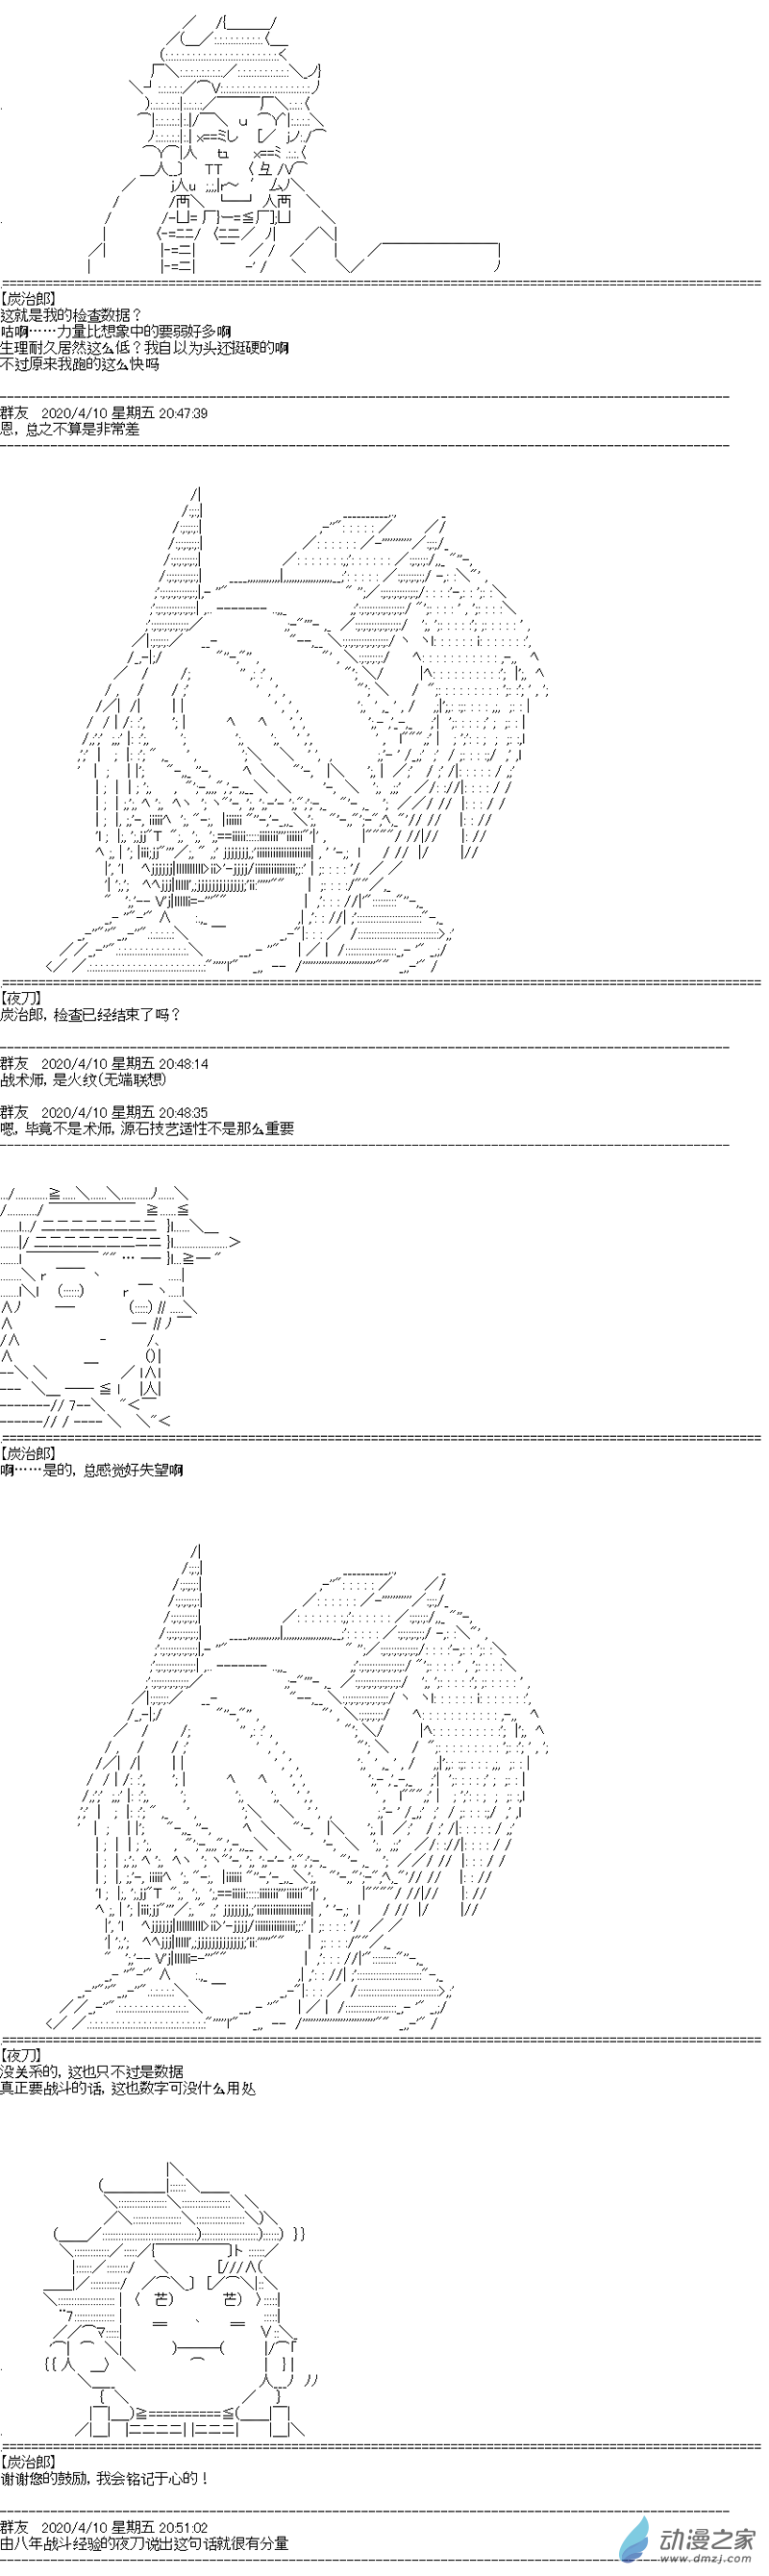 【炭治郎】
这就是我的检查数据？
咕啊……力量比想象中的要弱好多啊
生理耐久居然这么低？我自以为头还挺硬的啊
不过原来我跑的这么快吗
群友 2020/4/10 星期五 20:47:39
恩，总之不算是非常差
【夜刀】
炭治郎，检查已经结束了吗？
群友 2020/4/10 星期五 20:48:14
战术师，是火纹（无端联想）
群友 2020/4/10 星期五 20:48:35
嗯，毕竟不是术师，源石技艺适性不是那么重要
【炭治郎】
啊……是的，总感觉好失望啊
【夜刀】
没关系的，这也只不过是数据
真正要战斗的话，这也数字可没什么用处
【炭治郎】
谢谢您的鼓励，我会铭记于心的！
群友 2020/4/10 星期五 20:51:02
由八年战斗经验的夜刀说出这句话就很有分量
动漫之家
www.dmzj.com